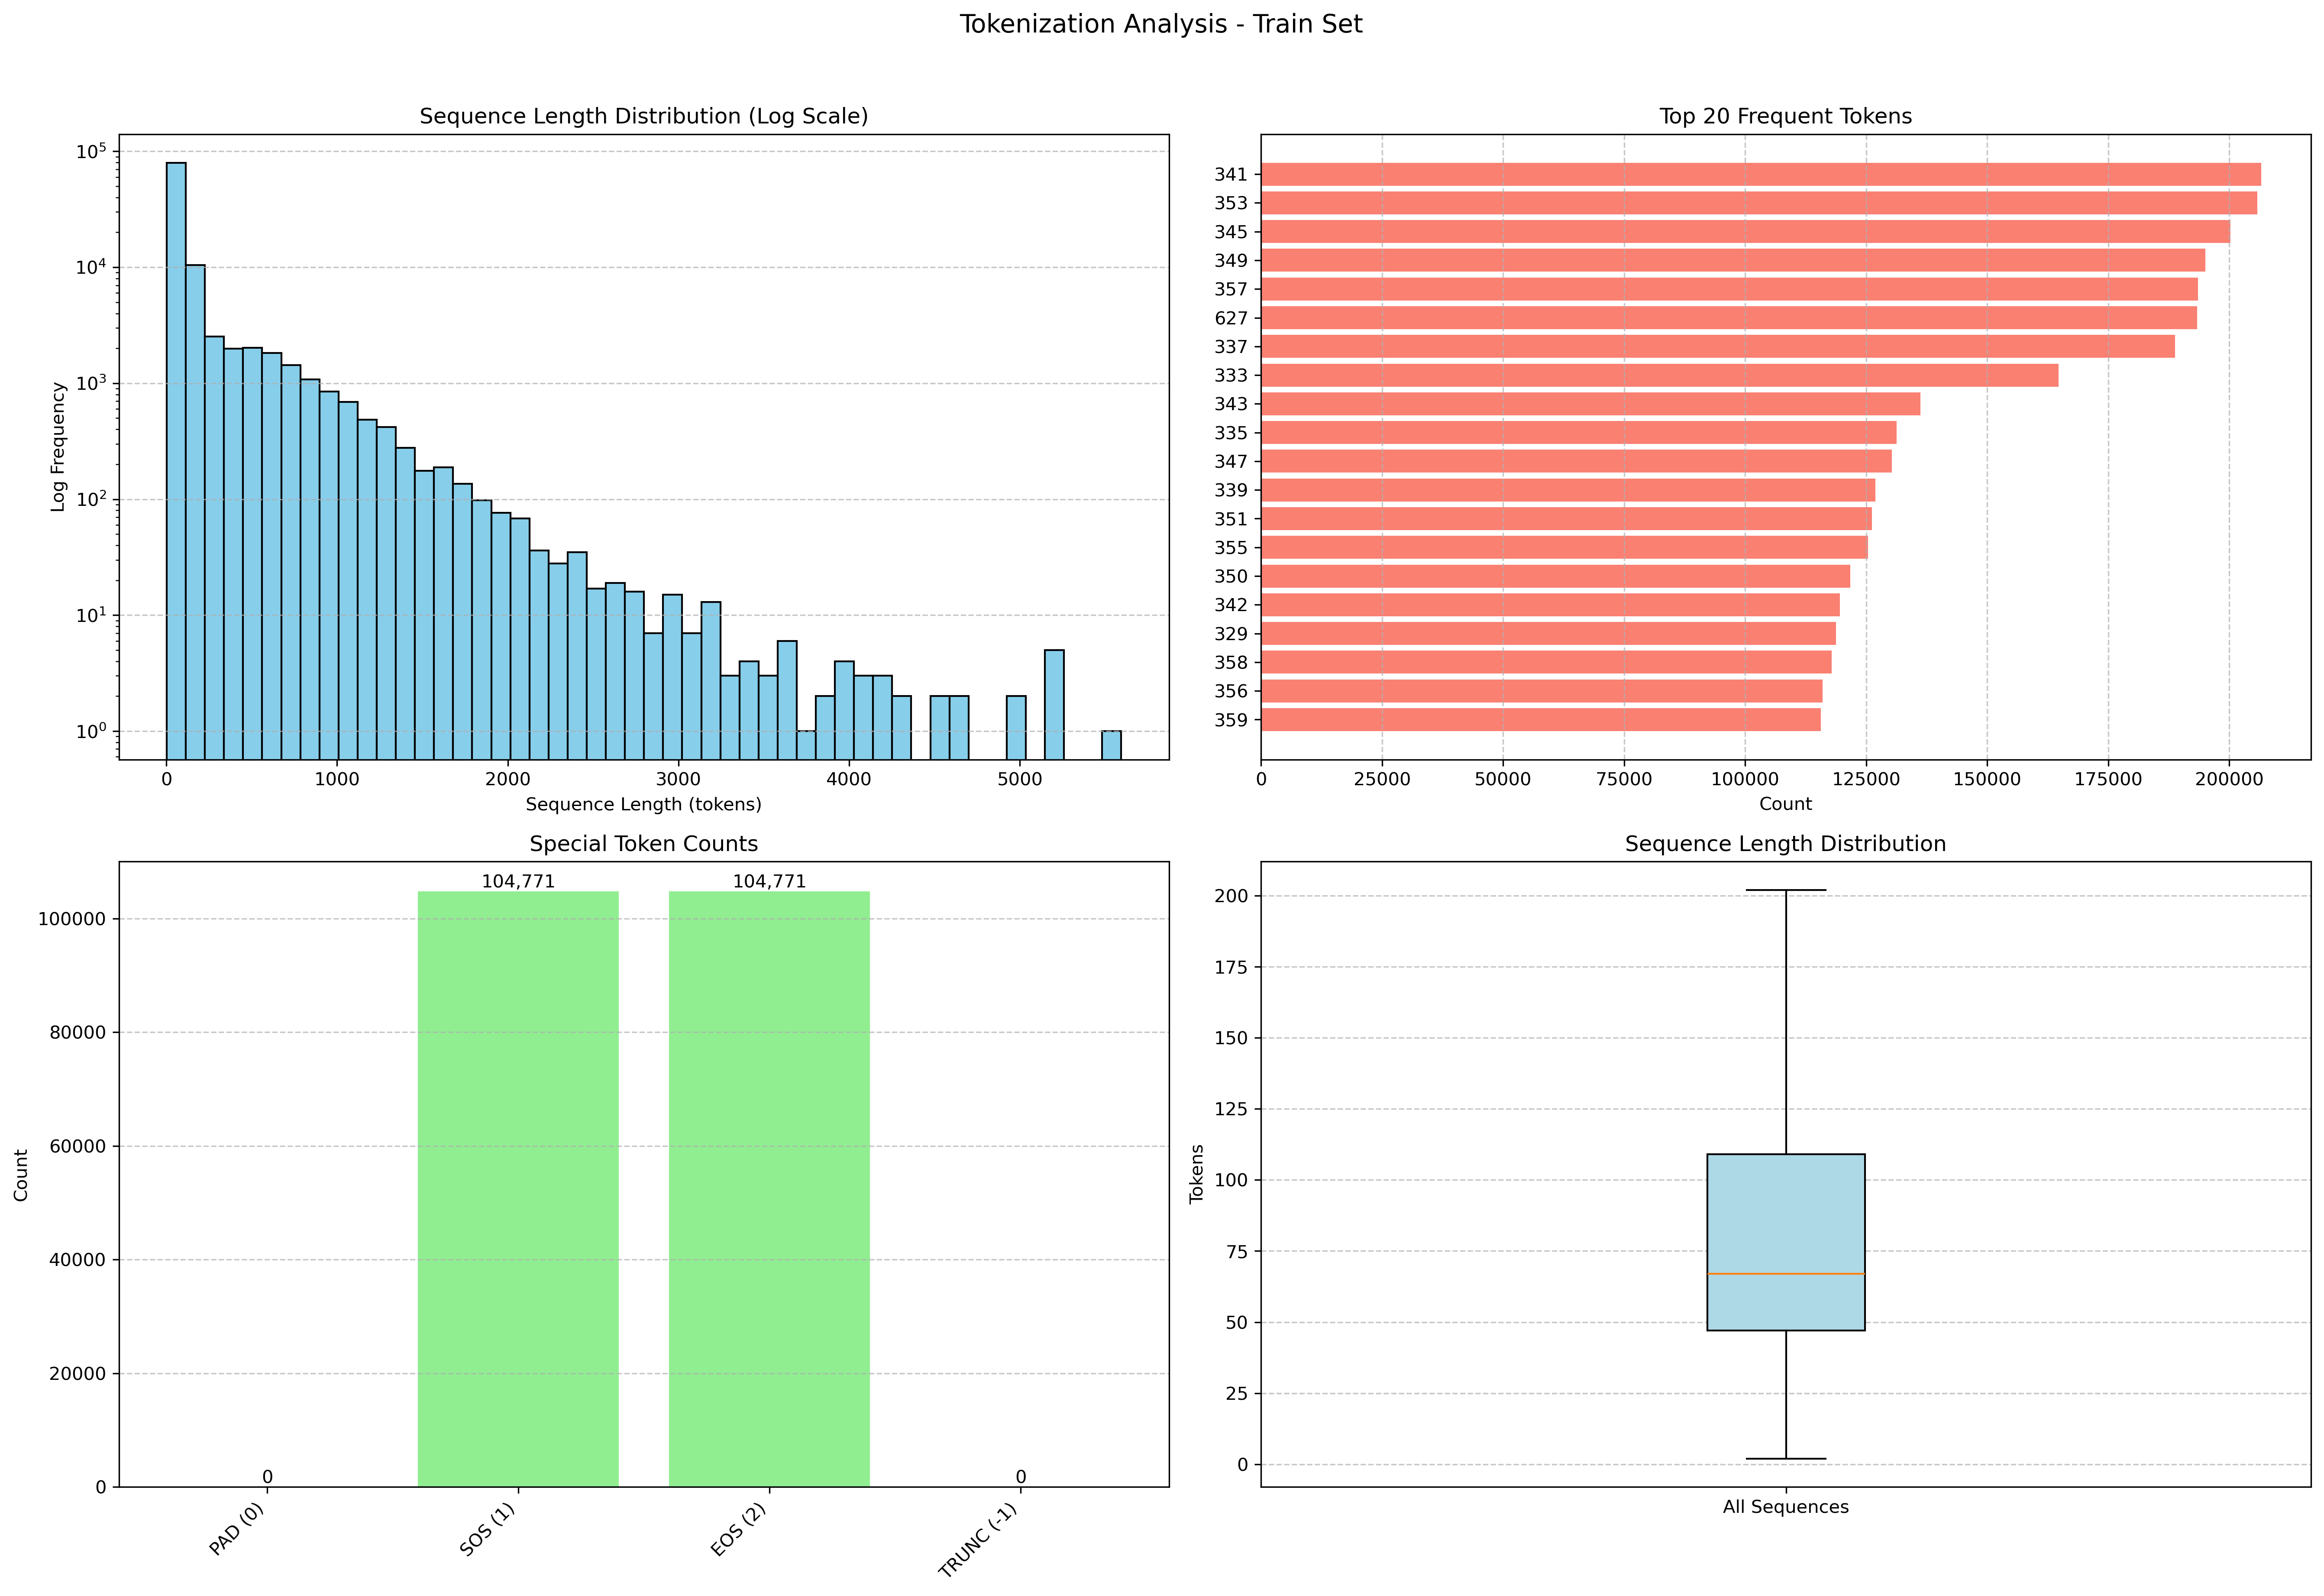 Tokenization Analysis - Train Set
Sequence Length Distribution (Log Scale)
Log Frequency
10^5
10^4
10^3
10^2
10^1
10^0
0 1000 2000 3000 4000 5000
Sequence Length (tokens)
Top 20 Frequent Tokens
341
353
345
349
357
627
337
333
343
335
347
339
351
355
350
342
329
358
356
359
0 25000 50000 75000 100000 125000 150000 175000 200000
Count
Special Token Counts
Count
100000
80000
60000
40000
20000
0
0 104,771 104,771 0
PAD (0) SOS (1) EOS (2) TRUNC (-1)
Sequence Length Distribution
Tokens
200
175
150
125
100
75
50
25
0
All Sequences